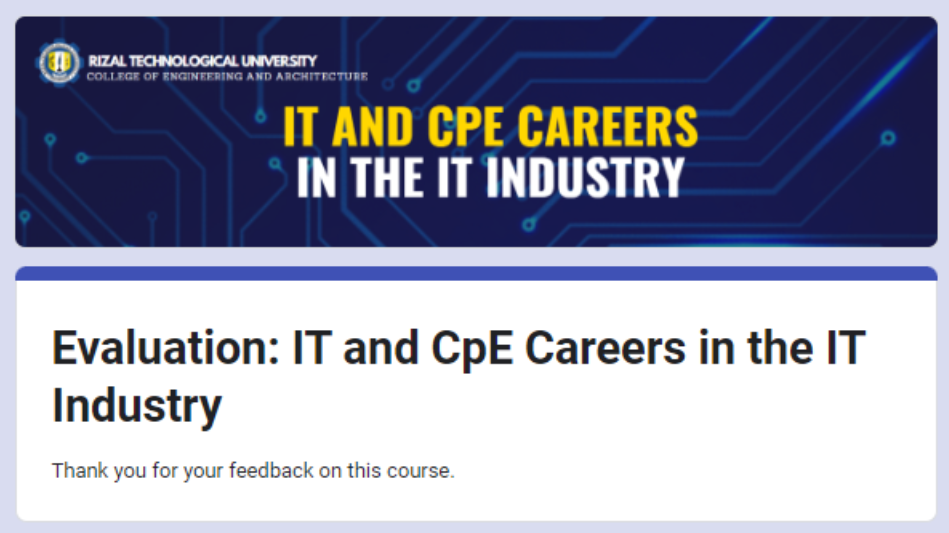 RIZAL TECHNOLOGICAL UNIVERSITY
COLLEGE OF ENGINEERING AND ARCHITECTURE
IT AND CPE CAREERS
IN THE IT INDUSTRY
Evaluation: IT and CpE Careers in the IT
Industry
Thank you for your feedback on this course.